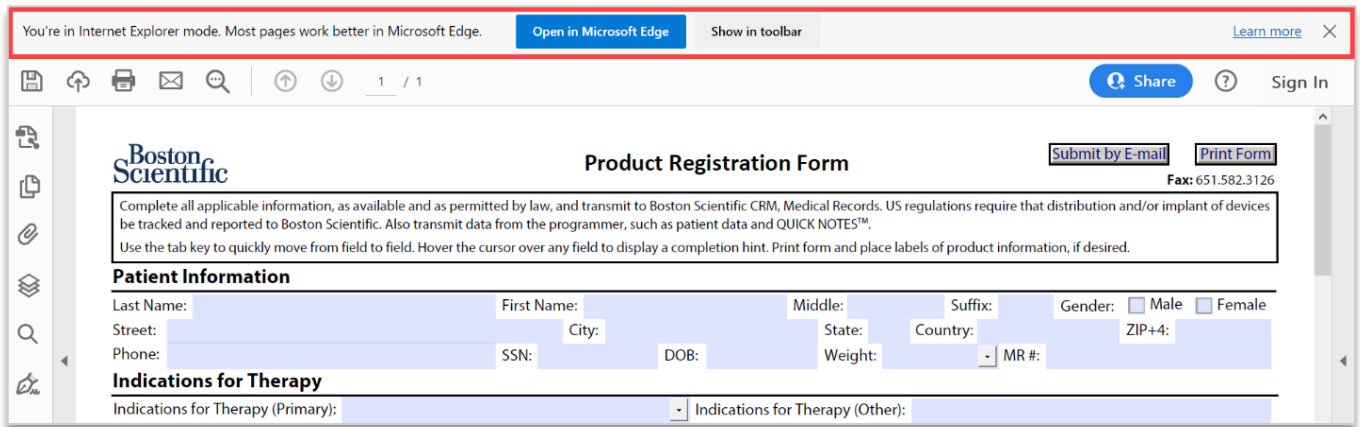 You're in Internet Explorer mode. Most pages work better in Microsoft Edge. Open in Microsoft Edge Show in toolbar Learn more
1 / 1 Share Sign In
Boston
Scientific
Product Registration Form
Submit by E-mail Print Form
Fax: 651.582.3126
Complete all applicable information, as available and as permitted by law, and transmit to Boston Scientific CRM, Medical Records. US regulations require that distribution and/or implant of devices
be tracked and reported to Boston Scientific. Also transmit data from the programmer, such as patient data and QUICK NOTES™.
Use the tab key to quickly move from field to field. Hover the cursor over any field to display a completion hint. Print form and place labels of product information, if desired.
Patient Information
Last Name: First Name: Middle: Suffix: Gender: Male Female
Street: City: State: Country: ZIP+4:
Phone: SSN: DOB: Weight: MR #:
Indications for Therapy
Indications for Therapy (Primary): Indications for Therapy (Other):